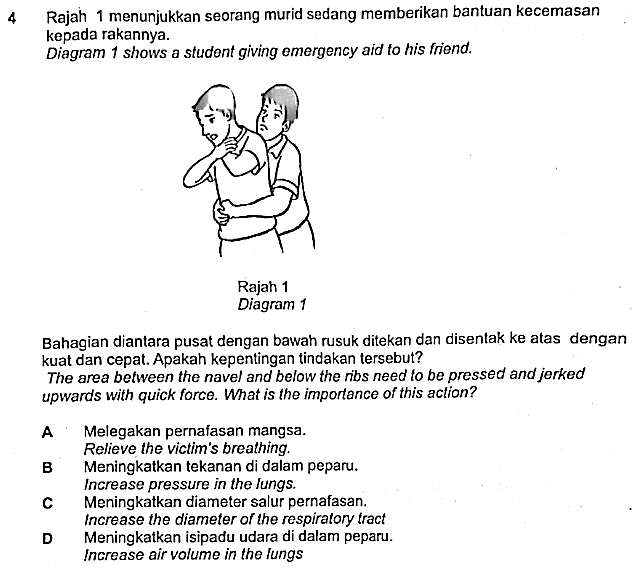 4 Rajah 1 menunjukkan seorang murid sedang memberikan bantuan kecemasan
kepada rakannya.
Diagram 1 shows a student giving emergency aid to his friend.
Rajah 1
Diagram 1
Bahagian diantara pusat dengan bawah rusuk ditekan dan disentak ke atas dengan
kuat dan cepat. Apakah kepentingan tindakan tersebut?
The area between the navel and below the ribs need to be pressed and jerked
upwards with quick force. What is the importance of this action?
A Melegakan pernafasan mangsa.
Relieve the victim's breathing.
B Meningkatkan tekanan di dalam peparu.
Increase pressure in the lungs.
C Meningkatkan diameter salur pernafasan.
Increase the diameter of the respiratory tract
D Meningkatkan isipadu udara di dalam peparu.
Increase air volume in the lungs